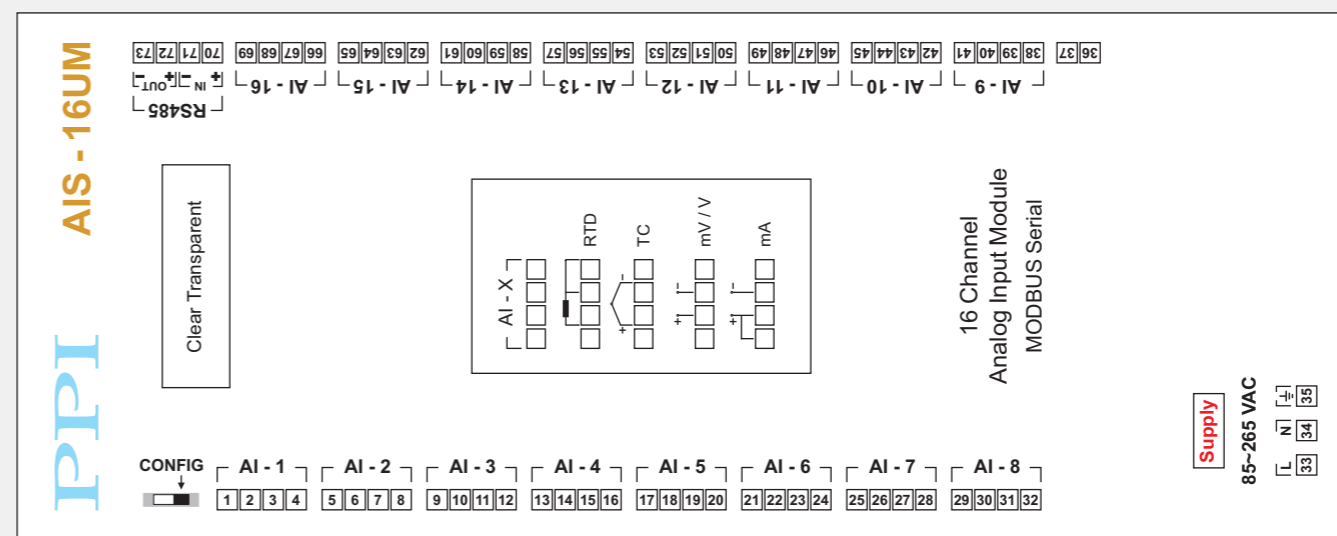 AIS - 16UM
PPI
73 72 71 70 69 68 67 66 65 64 63 62 61 60 59 58 57 56 55 54 53 52 51 50 49 48 47 46 45 44 43 42 41 40 39 38 37 36
- + - +
OUT IN
RS485
AI - 16 AI - 15 AI - 14 AI - 13 AI - 12 AI - 11 AI - 10 AI - 9
Clear Transparent
AI - X
RTD
TC
+ -
mV / V
+ -
mA
+ -
16 Channel
Analog Input Module
MODBUS Serial
Supply
85~265 VAC
L N
33 34 35
CONFIG
AI - 1 AI - 2 AI - 3 AI - 4 AI - 5 AI - 6 AI - 7 AI - 8
1 2 3 4 5 6 7 8 9 10 11 12 13 14 15 16 17 18 19 20 21 22 23 24 25 26 27 28 29 30 31 32